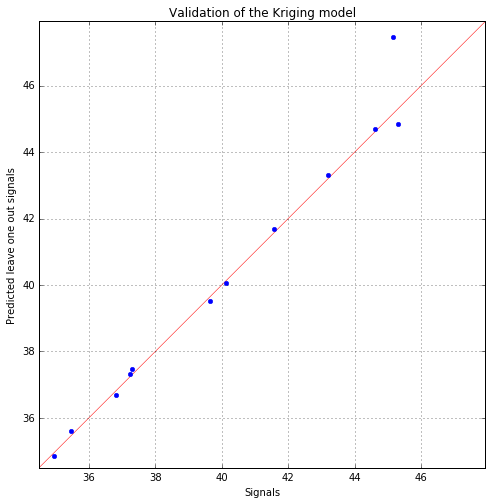 Validation of the Kriging model
46
44
42
40
38
36
Predicted leave one out signals
36 38 40 42 44 46
Signals